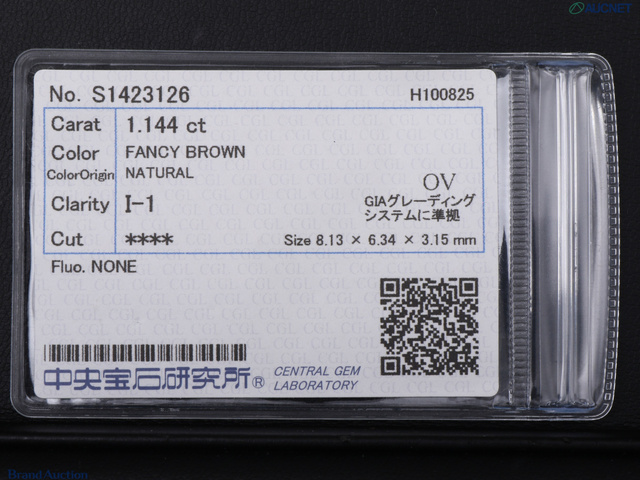 AUCNET
No. S1423126
H100825
Carat 1.144 ct
Color FANCY BROWN
ColorOrigin NATURAL
Clarity I-1
OV
GIAグレーディング
システムに準拠
Cut ****
Size 8.13 × 6.34 × 3.15 mm
Fluo. NONE
中央宝石研究所®
CENTRAL GEM
LABORATORY
BrandAuction